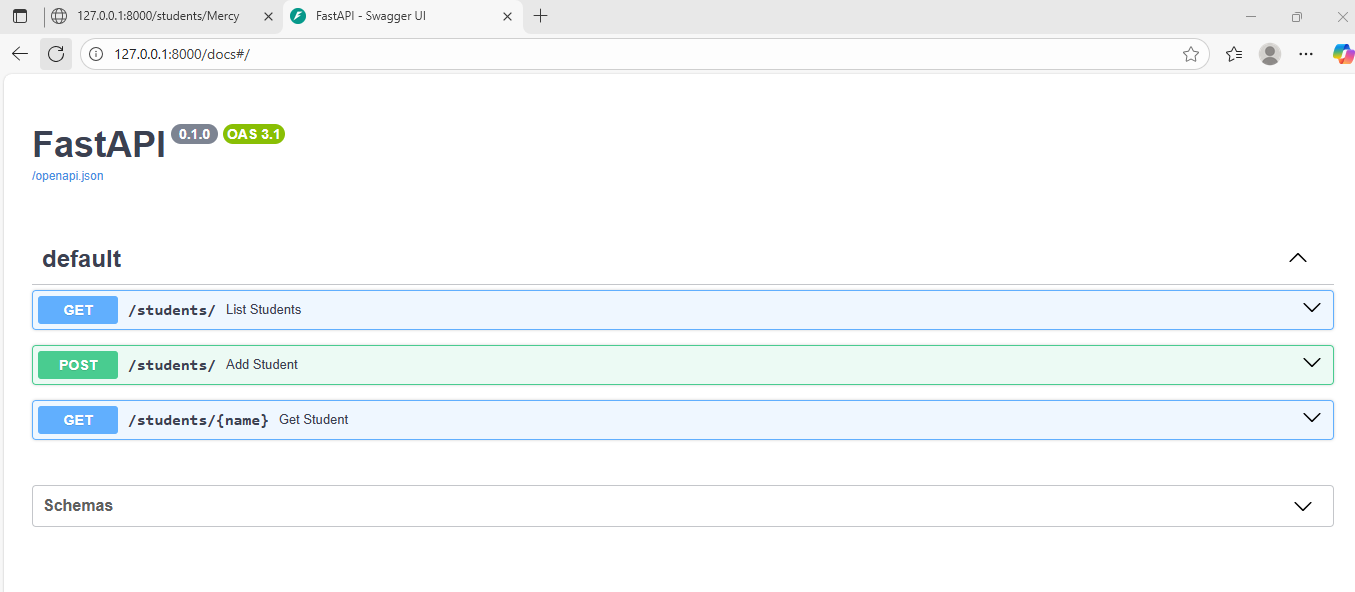 127.0.0.1:8000/students/Mercy
FastAPI - Swagger UI
127.0.0.1:8000/docs#/
FastAPI 0.1.0 OAS 3.1
/openapi.json
default
GET /students/ List Students
POST /students/ Add Student
GET /students/{name} Get Student
Schemas